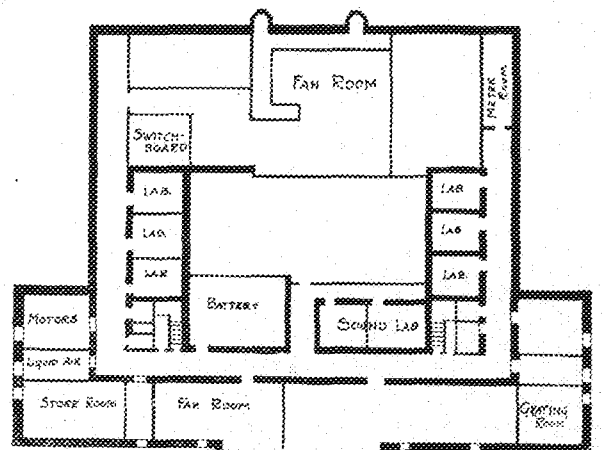 FAN ROOM
METER
ROOM
SWITCH-
BOARD
LAB.
LAB
LAB.
LAB
LAB
LAB.
BATTERY
MOTORS
SOUND LAB
LIQUID AIR
STORE ROOM
FAN ROOM
GRATING
ROOM